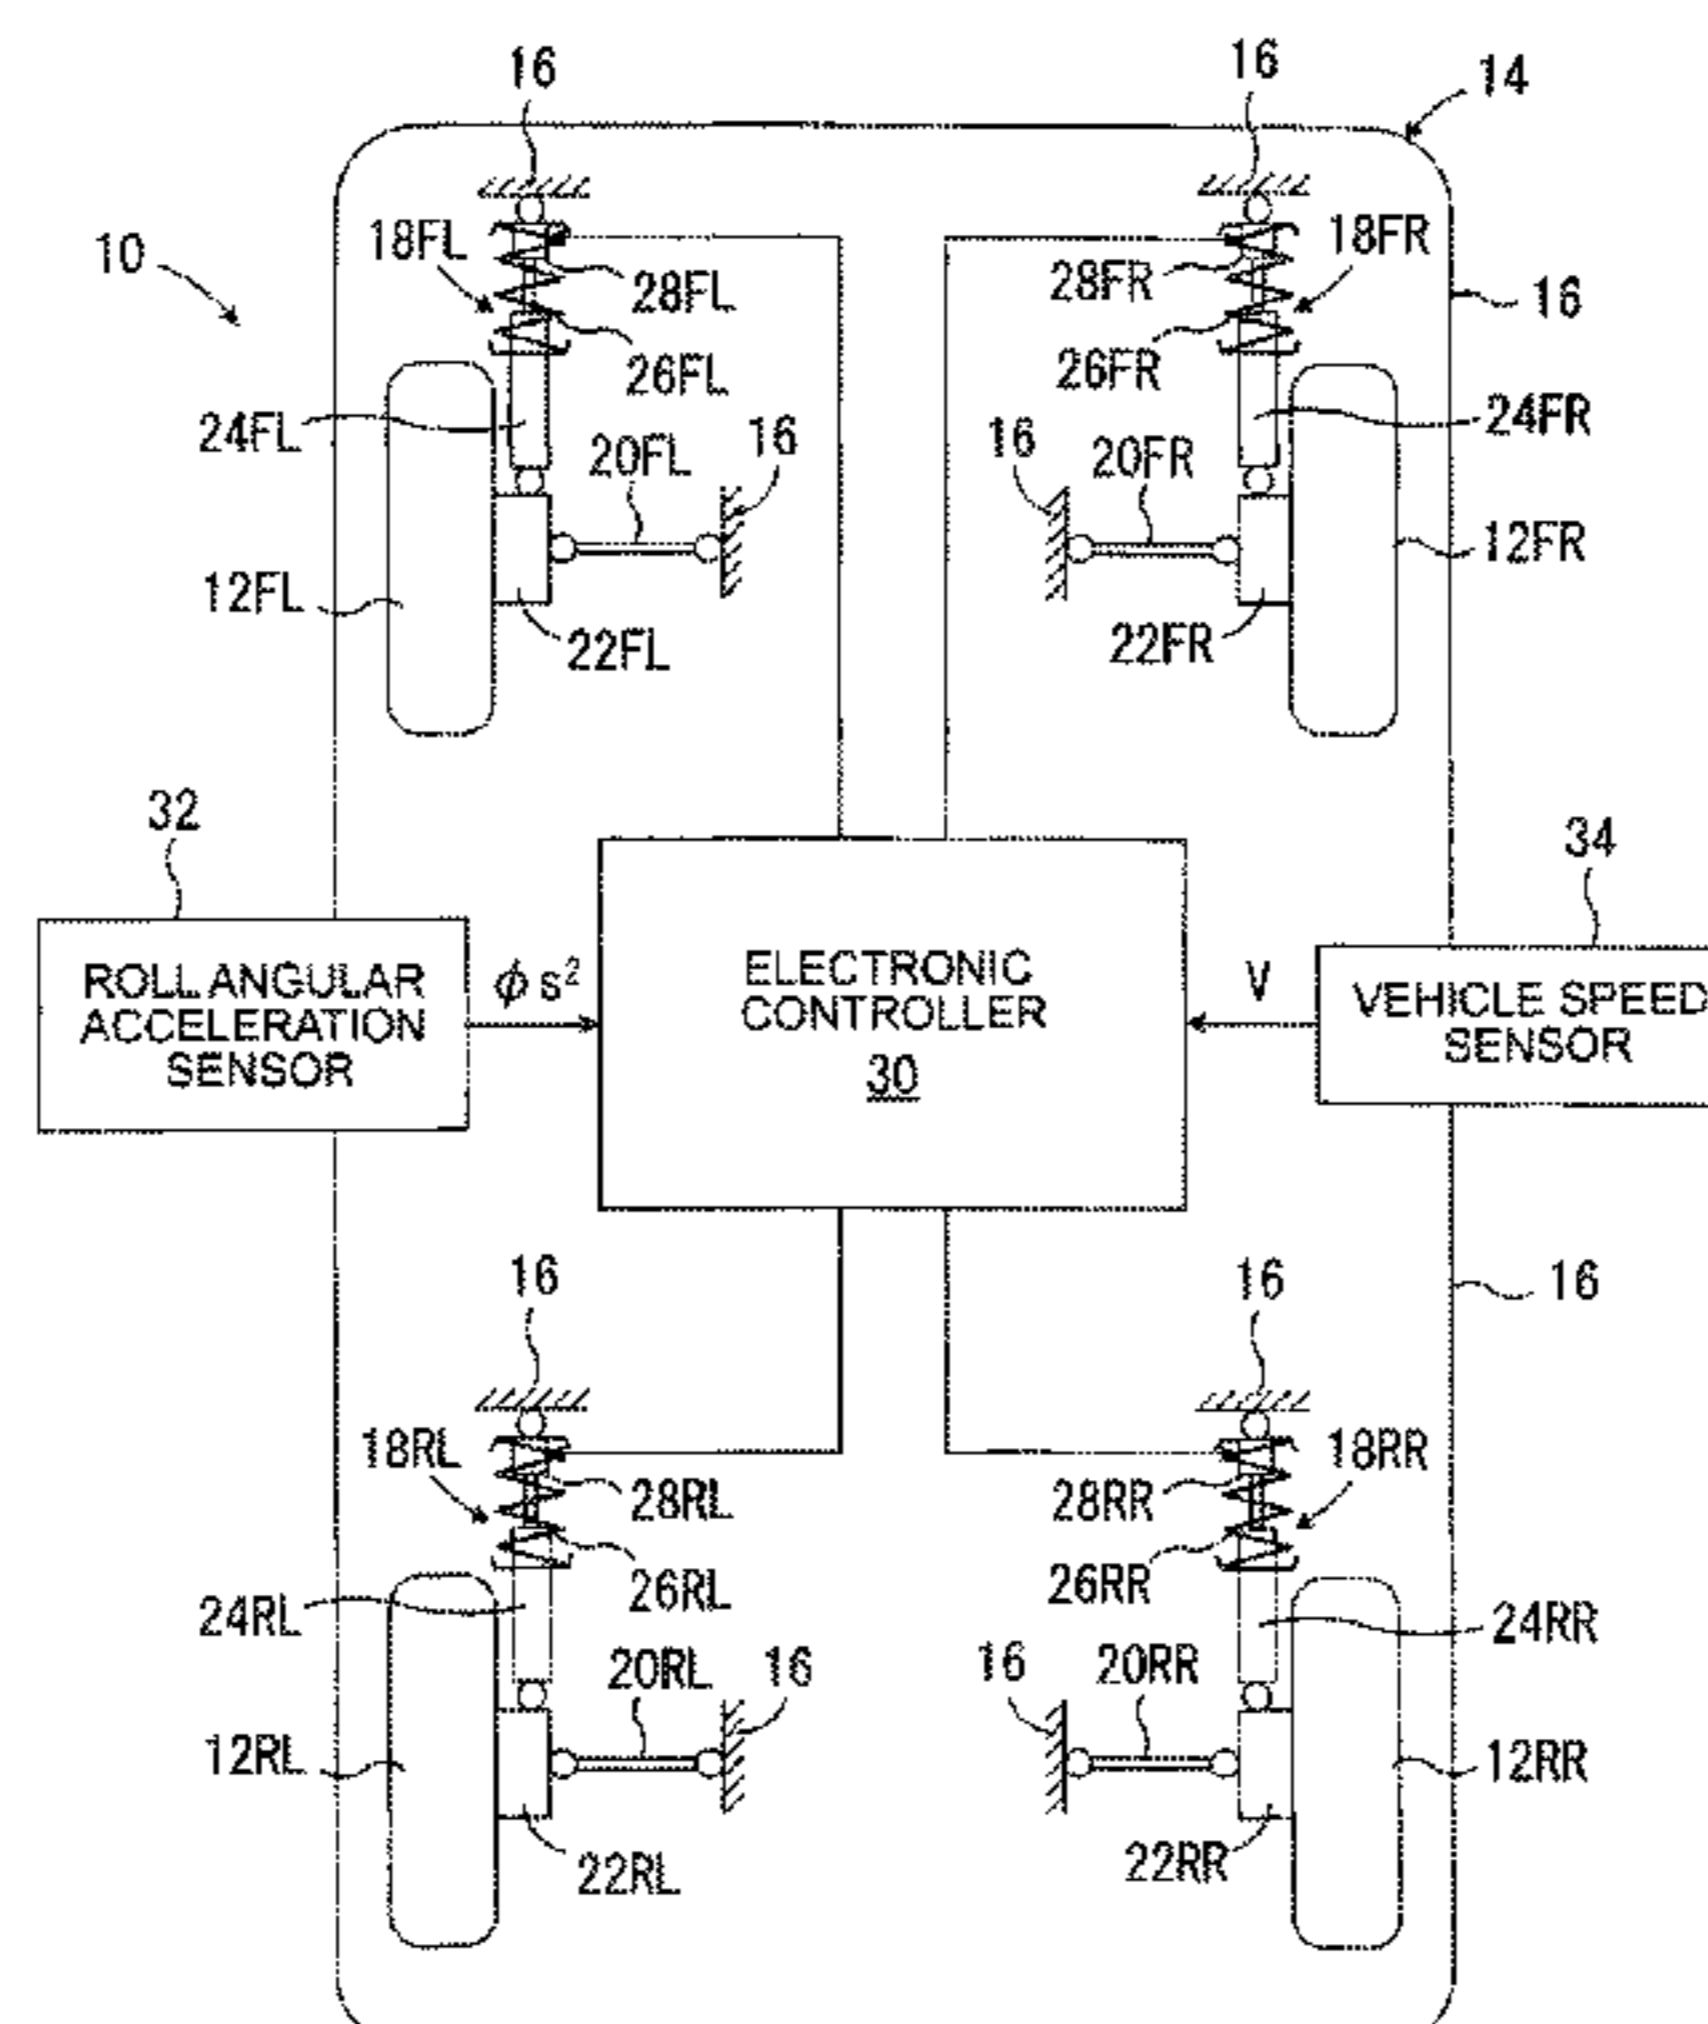 16
16
14
10
18FL
28FL
28FR
18FR
16
26FL
26FR
24FL
20FL
16
16
20FR
24FR
12FL
22FL
22FR
12FR
32
34
ROLL ANGULAR
ACCELERATION
SENSOR
ϕ s²
ELECTRONIC
CONTROLLER
30
V
VEHICLE SPEED
SENSOR
16
16
16
18RL
28RL
28RR
18RR
26RL
26RR
24RL
20RL
16
16
20RR
24RR
12RL
22RL
22RR
12RR